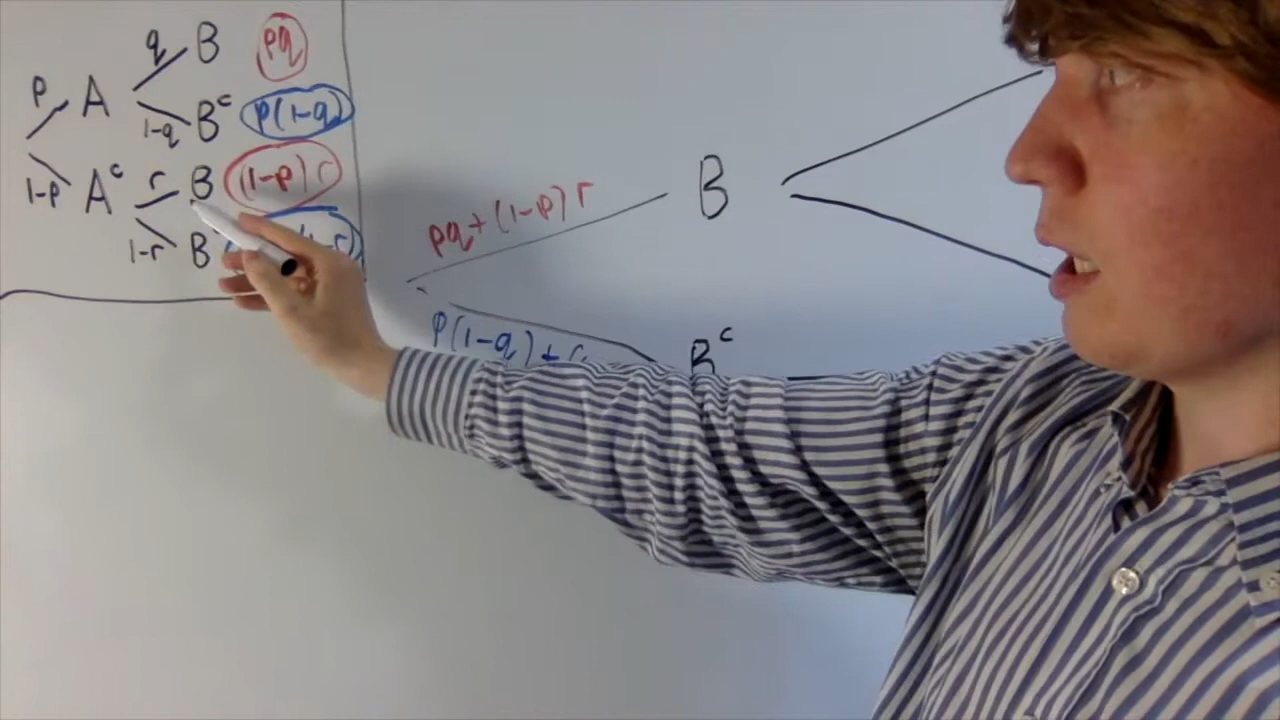 q B pq
p A
1-q B^c p(1-q)
1-p A^c r B (1-p)r
1-r B -r)
pq+(1-p)r B
p(1-q)+ B^c